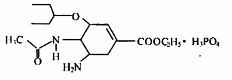 O
H₃C N H
COOC₂H₅ • H₃PO₄
O H₂N